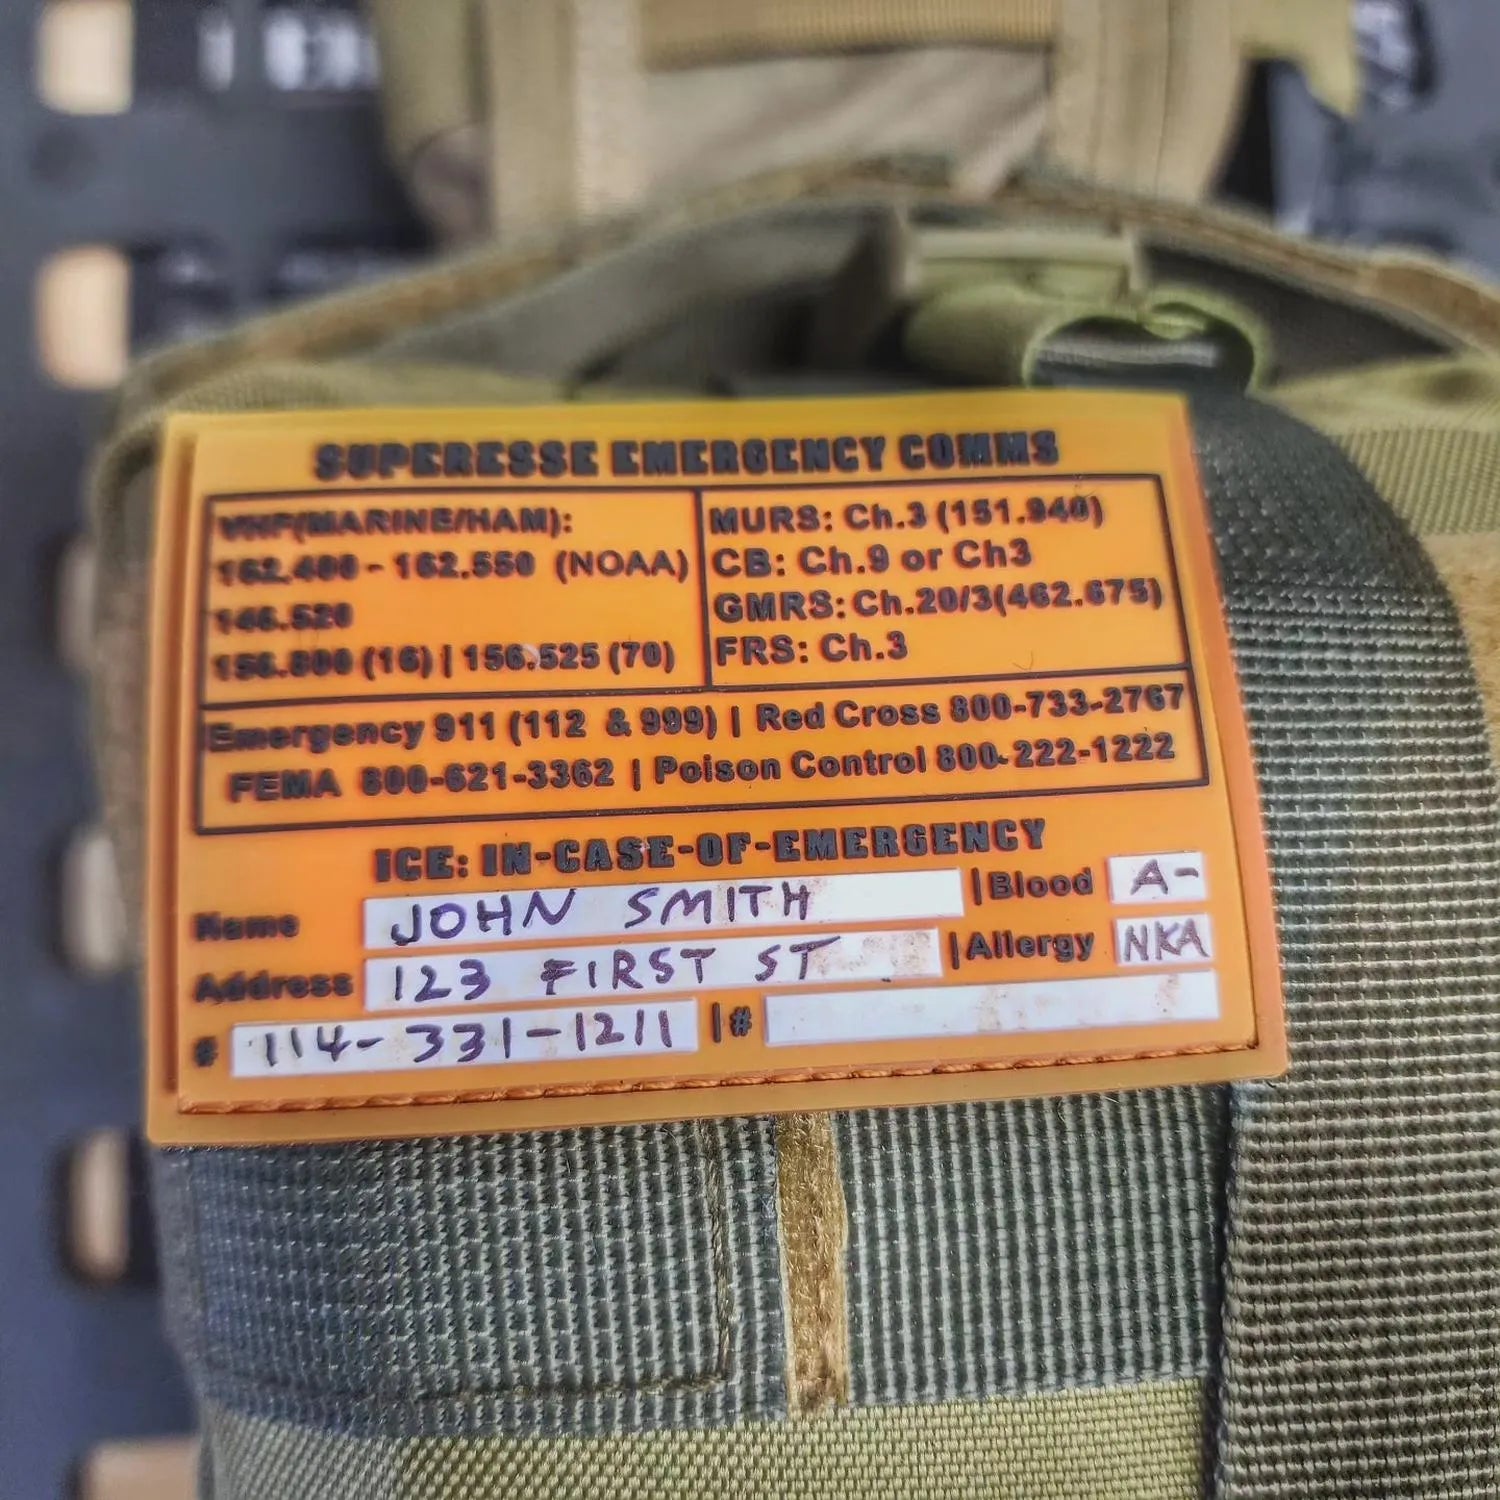 SUPERESSE EMERGENCY COMMS
VHF(MARINE/HAM):
162.400 - 162.550 (NOAA)
146.520
156.800 (16) | 156.525 (70)
MURS: Ch.3 (151.940)
CB: Ch.9 or Ch3
GMRS: Ch.20/3(462.675)
FRS: Ch.3
Emergency 911 (112 & 999) | Red Cross 800-733-2767
FEMA 800-621-3362 | Poison Control 800-222-1222
ICE: IN-CASE-OF-EMERGENCY
Name JOHN SMITH | Blood A-
Address 123 FIRST ST | Allergy NKA
# 114-331-1211 | #